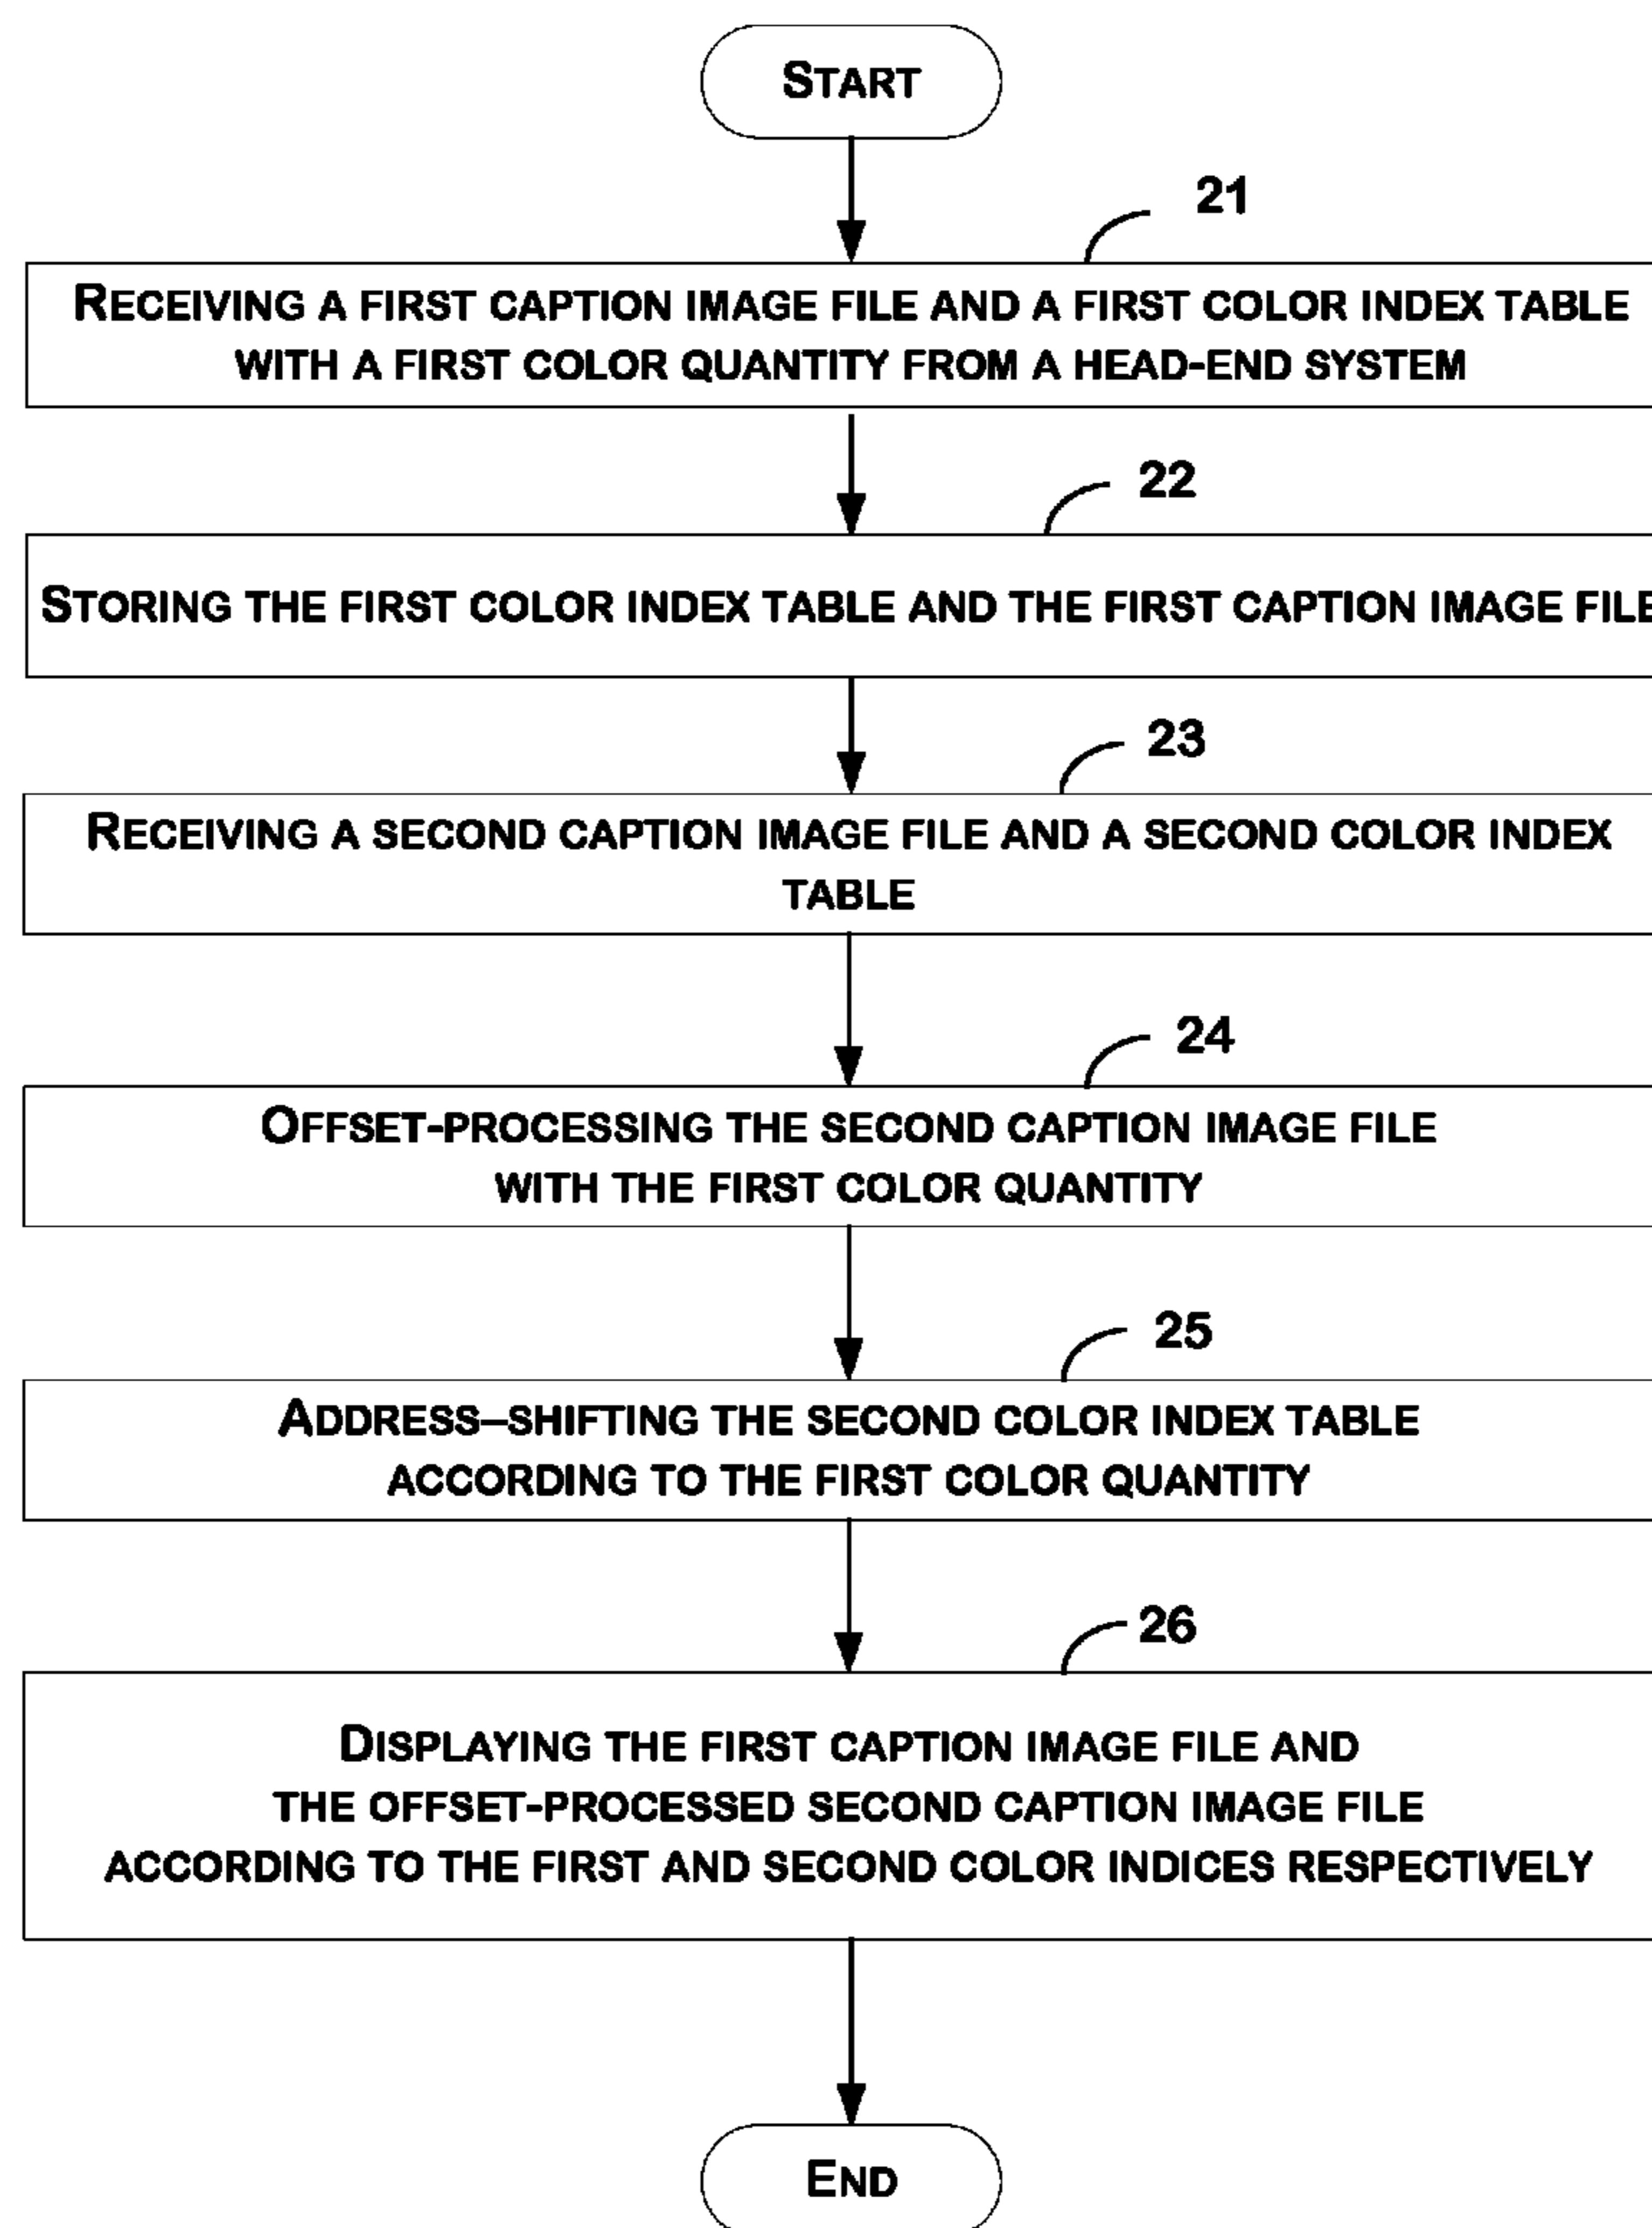 START
21
RECEIVING A FIRST CAPTION IMAGE FILE AND A FIRST COLOR INDEX TABLE
WITH A FIRST COLOR QUANTITY FROM A HEAD-END SYSTEM
22
STORING THE FIRST COLOR INDEX TABLE AND THE FIRST CAPTION IMAGE FILE
23
RECEIVING A SECOND CAPTION IMAGE FILE AND A SECOND COLOR INDEX
TABLE
24
OFFSET-PROCESSING THE SECOND CAPTION IMAGE FILE
WITH THE FIRST COLOR QUANTITY
25
ADDRESS–SHIFTING THE SECOND COLOR INDEX TABLE
ACCORDING TO THE FIRST COLOR QUANTITY
26
DISPLAYING THE FIRST CAPTION IMAGE FILE AND
THE OFFSET-PROCESSED SECOND CAPTION IMAGE FILE
ACCORDING TO THE FIRST AND SECOND COLOR INDICES RESPECTIVELY
END